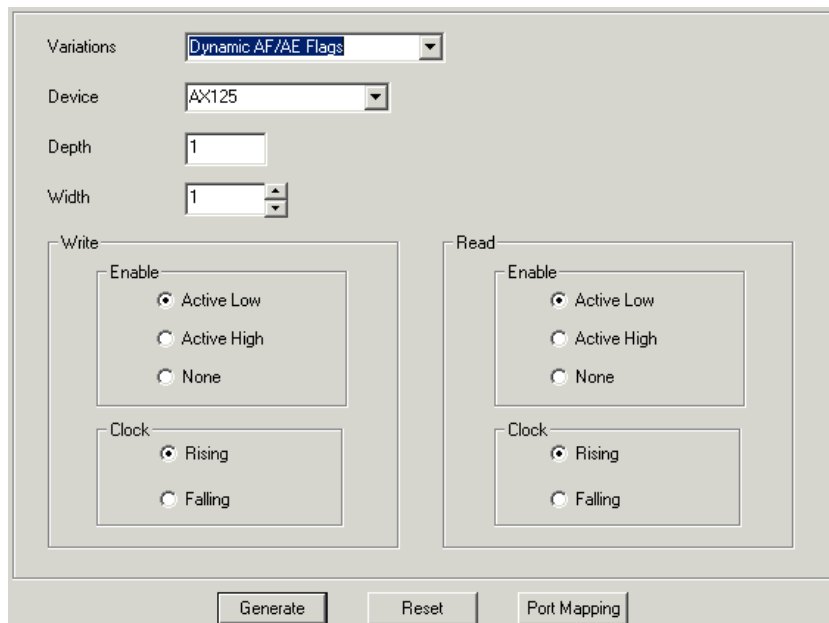 Variations Dynamic AF/AE Flags
Device AX125
Depth 1
Width 1
Write
Enable
Active Low
Active High
None
Clock
Rising
Falling
Read
Enable
Active Low
Active High
None
Clock
Rising
Falling
Generate Reset Port Mapping